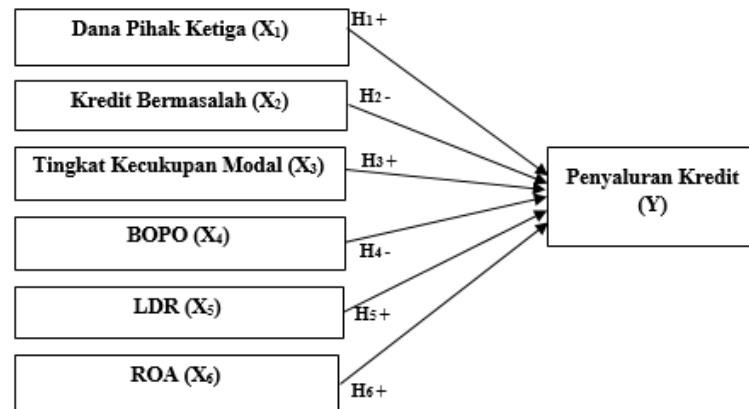 Dana Pihak Ketiga (X₁)
H₁+
Kredit Bermasalah (X₂)
H₂-
Tingkat Kecukupan Modal (X₃)
H₃+
Penyaluran Kredit
(Y)
BOPO (X₄)
H₄-
LDR (X₅)
H₅+
ROA (X₆)
H₆+